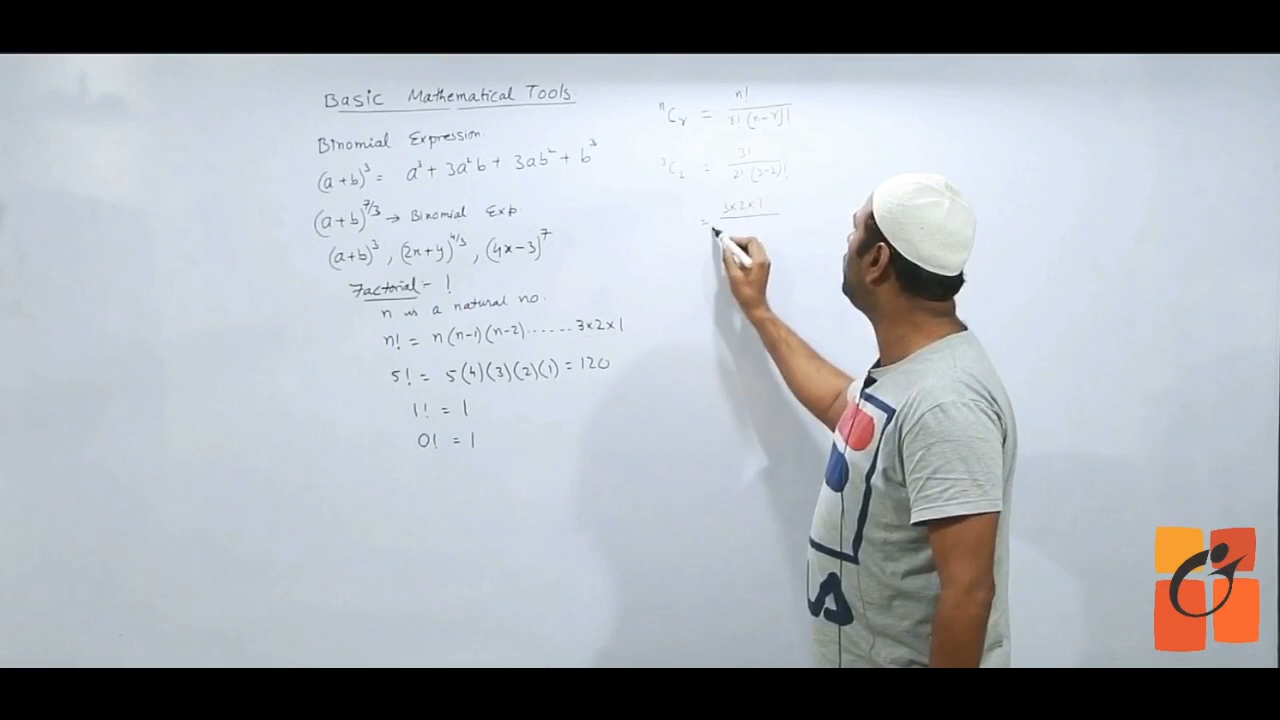 Basic Mathematical Tools
Binomial Expression
(a+b)³ = a³ + 3a²b + 3ab² + b³
(a+b)^7/3 → Binomial Exp.
(a+b)³, (2x+y)^4/3, (4x-3)^7
Factorial - !
n is a natural no.
n! = n(n-1)(n-2)......3×2×1
5! = 5(4)(3)(2)(1) = 120
1! = 1
0! = 1
ⁿCᵣ = n! / r! (n-r)!
³C₂ = 3! / 2! (3-2)!
= 3×2×1